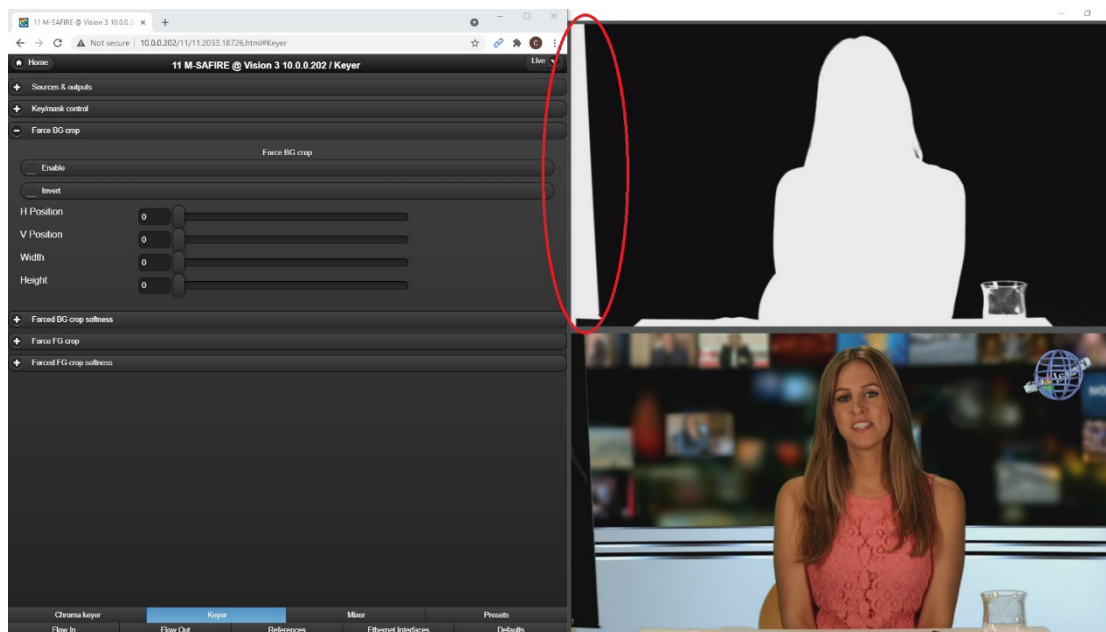 11 M-SAFIRE @ Vision 3 10.0.0.2
Not secure 10.0.0.202/11/11.2033.18726.html#Keyer
C
Home
11 M-SAFIRE @ Vision 3 10.0.0.202 / Keyer
Live
Sources & outputs
Key/mask control
Force BG crop
Force BG crop
Enable
Invert
H Position
0
V Position
0
Width
0
Height
0
Forced BG crop softness
Force FG crop
Forced FG crop softness
Chroma keyer
Keyer
Mixer
Presets
Flow In
Flow Out
References
Ethernet Interfaces
Defaults